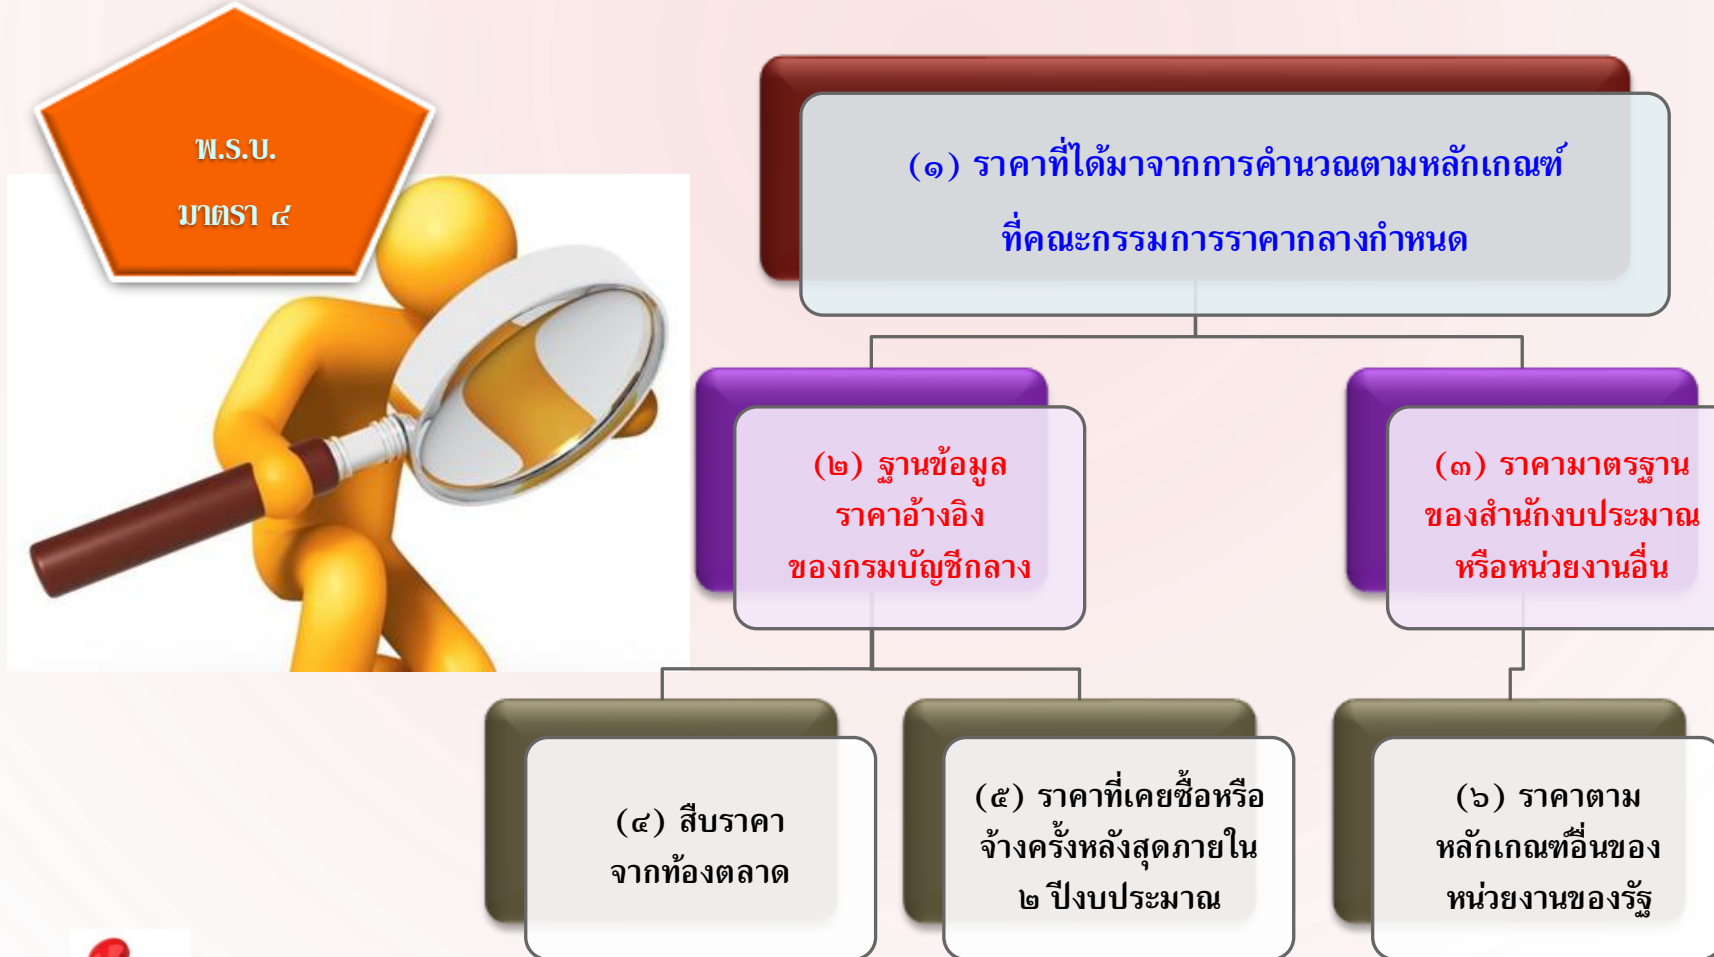 พ.ร.บ.
มาตรา ๔
(๑) ราคาที่ได้มาจากการคำนวณตามหลักเกณฑ์
ที่คณะกรรมการราคากลางกำหนด
(๒) ฐานข้อมูล
ราคาอ้างอิง
ของกรมบัญชีกลาง
(๓) ราคามาตรฐาน
ของสำนักงบประมาณ
หรือหน่วยงานอื่น
(๔) สืบราคา
จากท้องตลาด
(๕) ราคาที่เคยซื้อหรือ
จ้างครั้งหลังสุดภายใน
๒ ปีงบประมาณ
(๖) ราคาตาม
หลักเกณฑ์อื่นของ
หน่วยงานของรัฐ